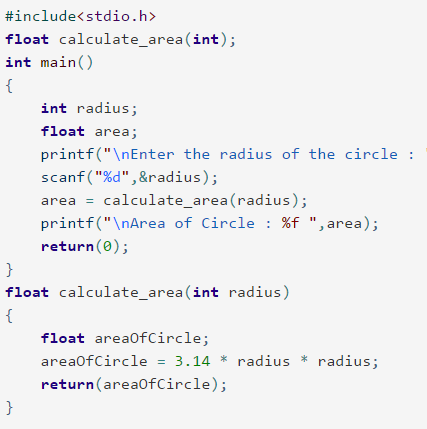 #include<stdio.h>
float calculate_area(int);
int main()
{
    int radius;
    float area;
    printf("\nEnter the radius of the circle : "
    scanf("%d",&radius);
    area = calculate_area(radius);
    printf("\nArea of Circle : %f ",area);
    return(0);
}
float calculate_area(int radius)
{
    float areaOfCircle;
    areaOfCircle = 3.14 * radius * radius;
    return(areaOfCircle);
}